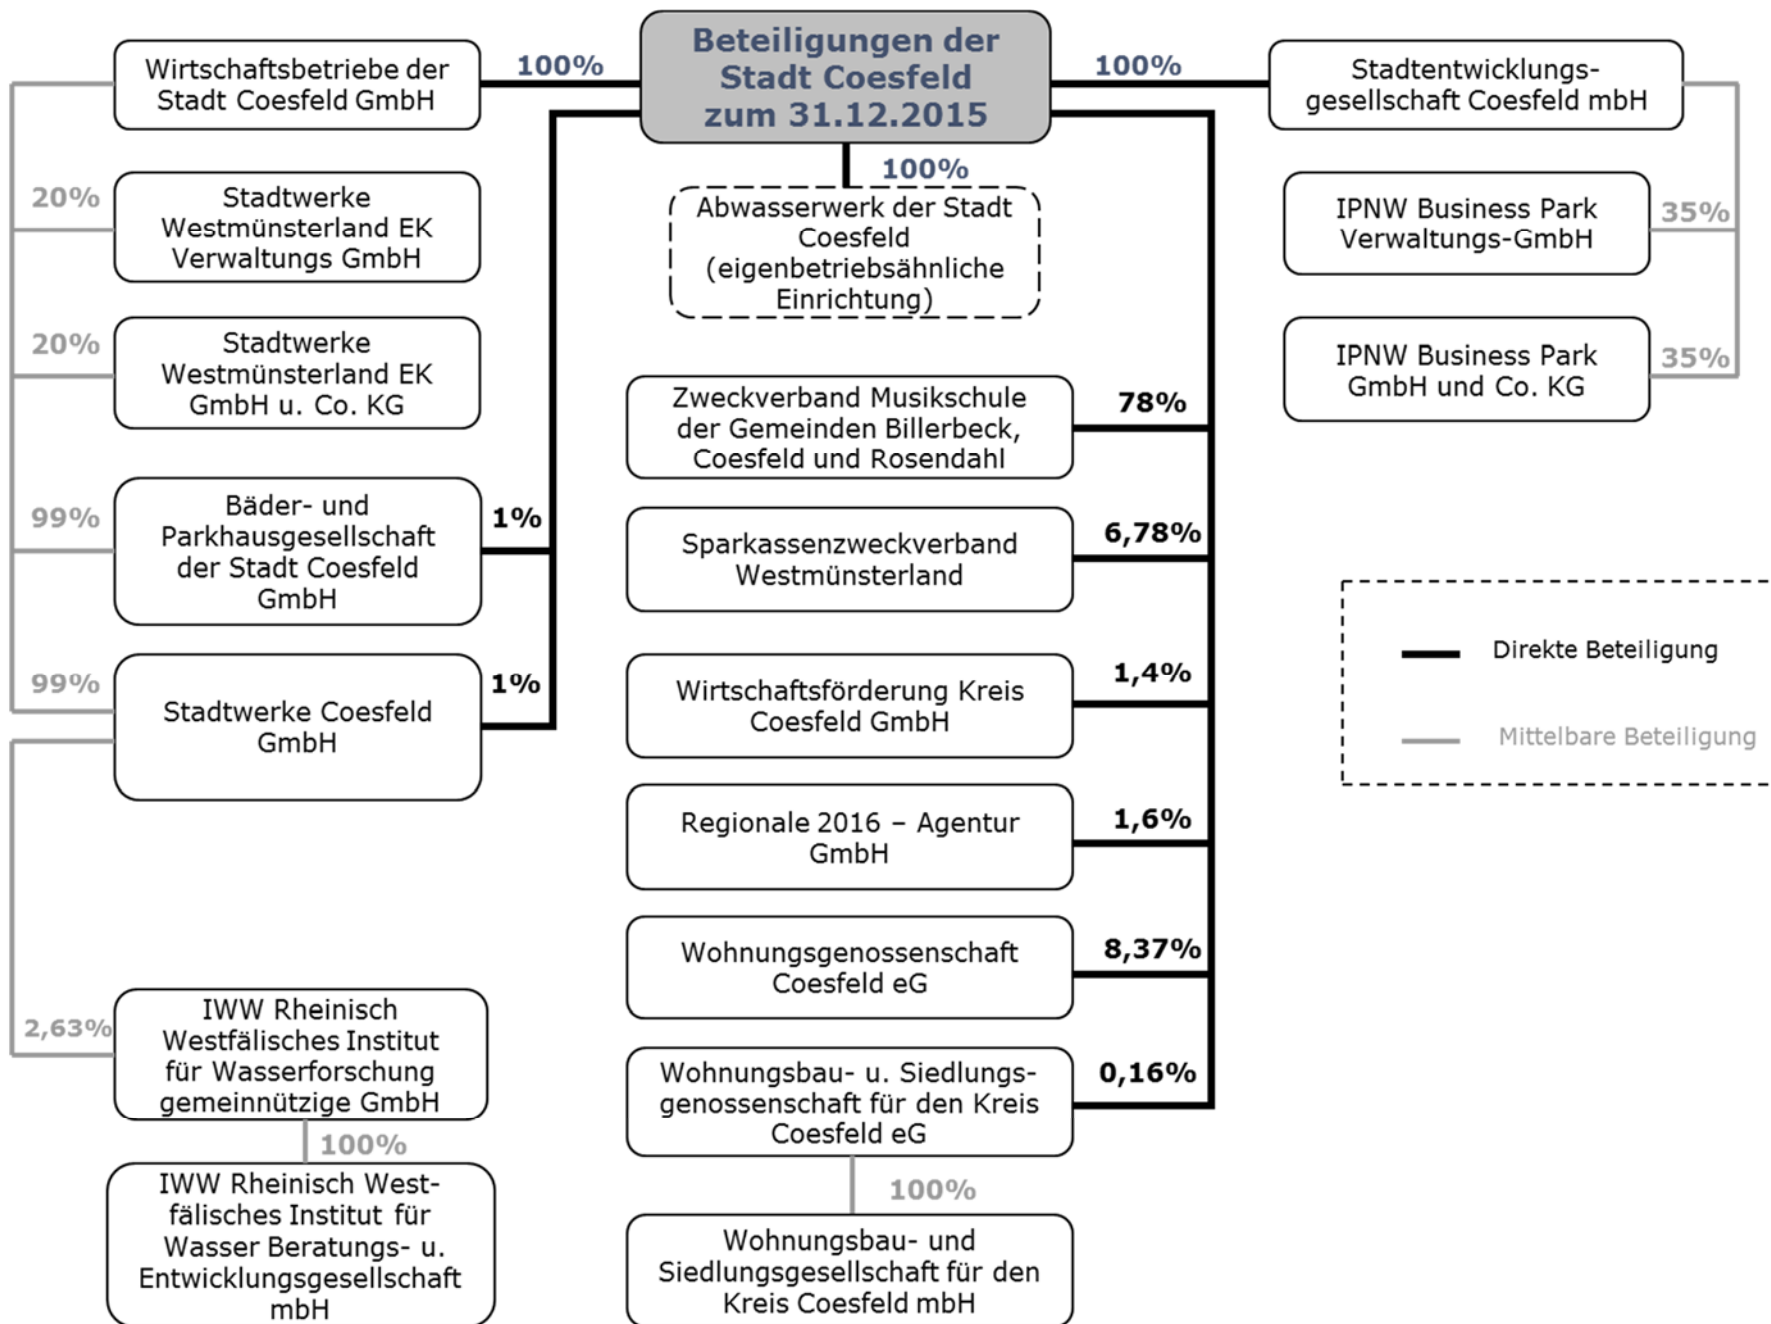 Beteiligungen der
Stadt Coesfeld
zum 31.12.2015
Wirtschaftsbetriebe der
Stadt Coesfeld GmbH
100%
100%
Stadtentwicklungs-
gesellschaft Coesfeld mbH
100%
Abwasserwerk der Stadt
Coesfeld
(eigenbetriebsähnliche
Einrichtung)
20%
Stadtwerke
Westmünsterland EK
Verwaltungs GmbH
20%
Stadtwerke
Westmünsterland EK
GmbH u. Co. KG
99%
Bäder- und
Parkhausgesellschaft
der Stadt Coesfeld
GmbH
1%
99%
Stadtwerke Coesfeld
GmbH
1%
2,63%
IWW Rheinisch
Westfälisches Institut
für Wasserforschung
gemeinnützige GmbH
100%
IWW Rheinisch West-
fälisches Institut für
Wasser Beratungs- u.
Entwicklungsgesellschaft
mbH
Zweckverband Musikschule
der Gemeinden Billerbeck,
Coesfeld und Rosendahl
78%
Sparkassenzweckverband
Westmünsterland
6,78%
Wirtschaftsförderung Kreis
Coesfeld GmbH
1,4%
Regionale 2016 – Agentur
GmbH
1,6%
Wohnungsgenossenschaft
Coesfeld eG
8,37%
Wohnungsbau- u. Siedlungs-
genossenschaft für den Kreis
Coesfeld eG
0,16%
100%
Wohnungsbau- und
Siedlungsgesellschaft für den
Kreis Coesfeld mbH
IPNW Business Park
Verwaltungs-GmbH
35%
IPNW Business Park
GmbH und Co. KG
35%
Direkte Beteiligung
Mittelbare Beteiligung